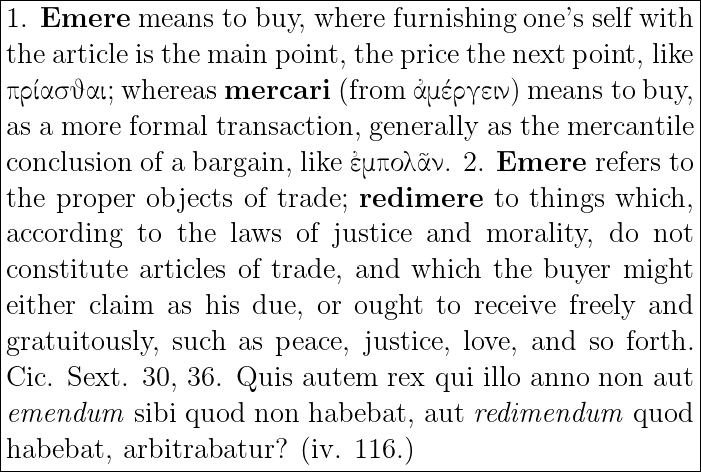 1. Emere means to buy, where furnishing one's self with
the article is the main point, the price the next point, like
πρίασϑαι; whereas mercari (from ἀμέργειν) means to buy,
as a more formal transaction, generally as the mercantile
conclusion of a bargain, like ἐμπολᾶν. 2. Emere refers to
the proper objects of trade; redimere to things which,
according to the laws of justice and morality, do not
constitute articles of trade, and which the buyer might
either claim as his due, or ought to receive freely and
gratuitously, such as peace, justice, love, and so forth.
Cic. Sext. 30, 36. Quis autem rex qui illo anno non aut
emendum sibi quod non habebat, aut redimendum quod
habebat, arbitrabatur? (iv. 116.)